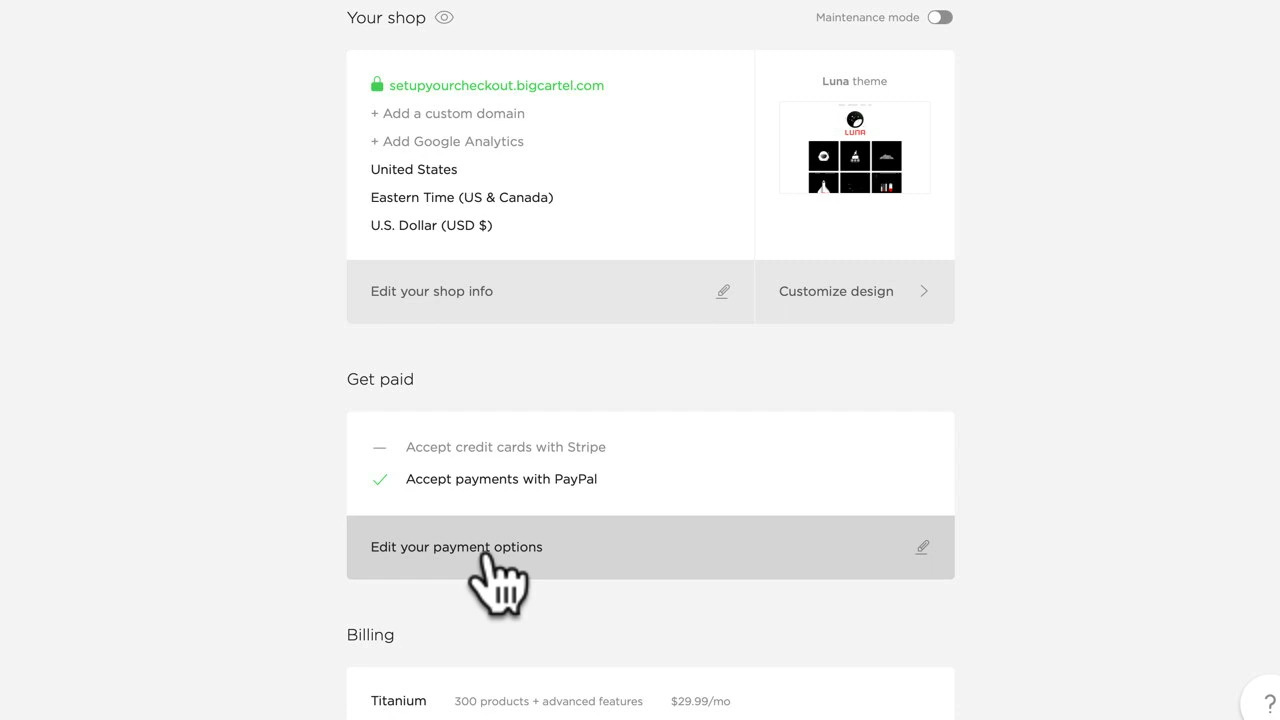 Your shop
Maintenance mode
setupyourcheckout.bigcartel.com
+ Add a custom domain
+ Add Google Analytics
United States
Eastern Time (US & Canada)
U.S. Dollar (USD $)
Luna theme
LUNA
Edit your shop info
Customize design
Get paid
Accept credit cards with Stripe
Accept payments with PayPal
Edit your payment options
Billing
Titanium 300 products + advanced features $29.99/mo
?